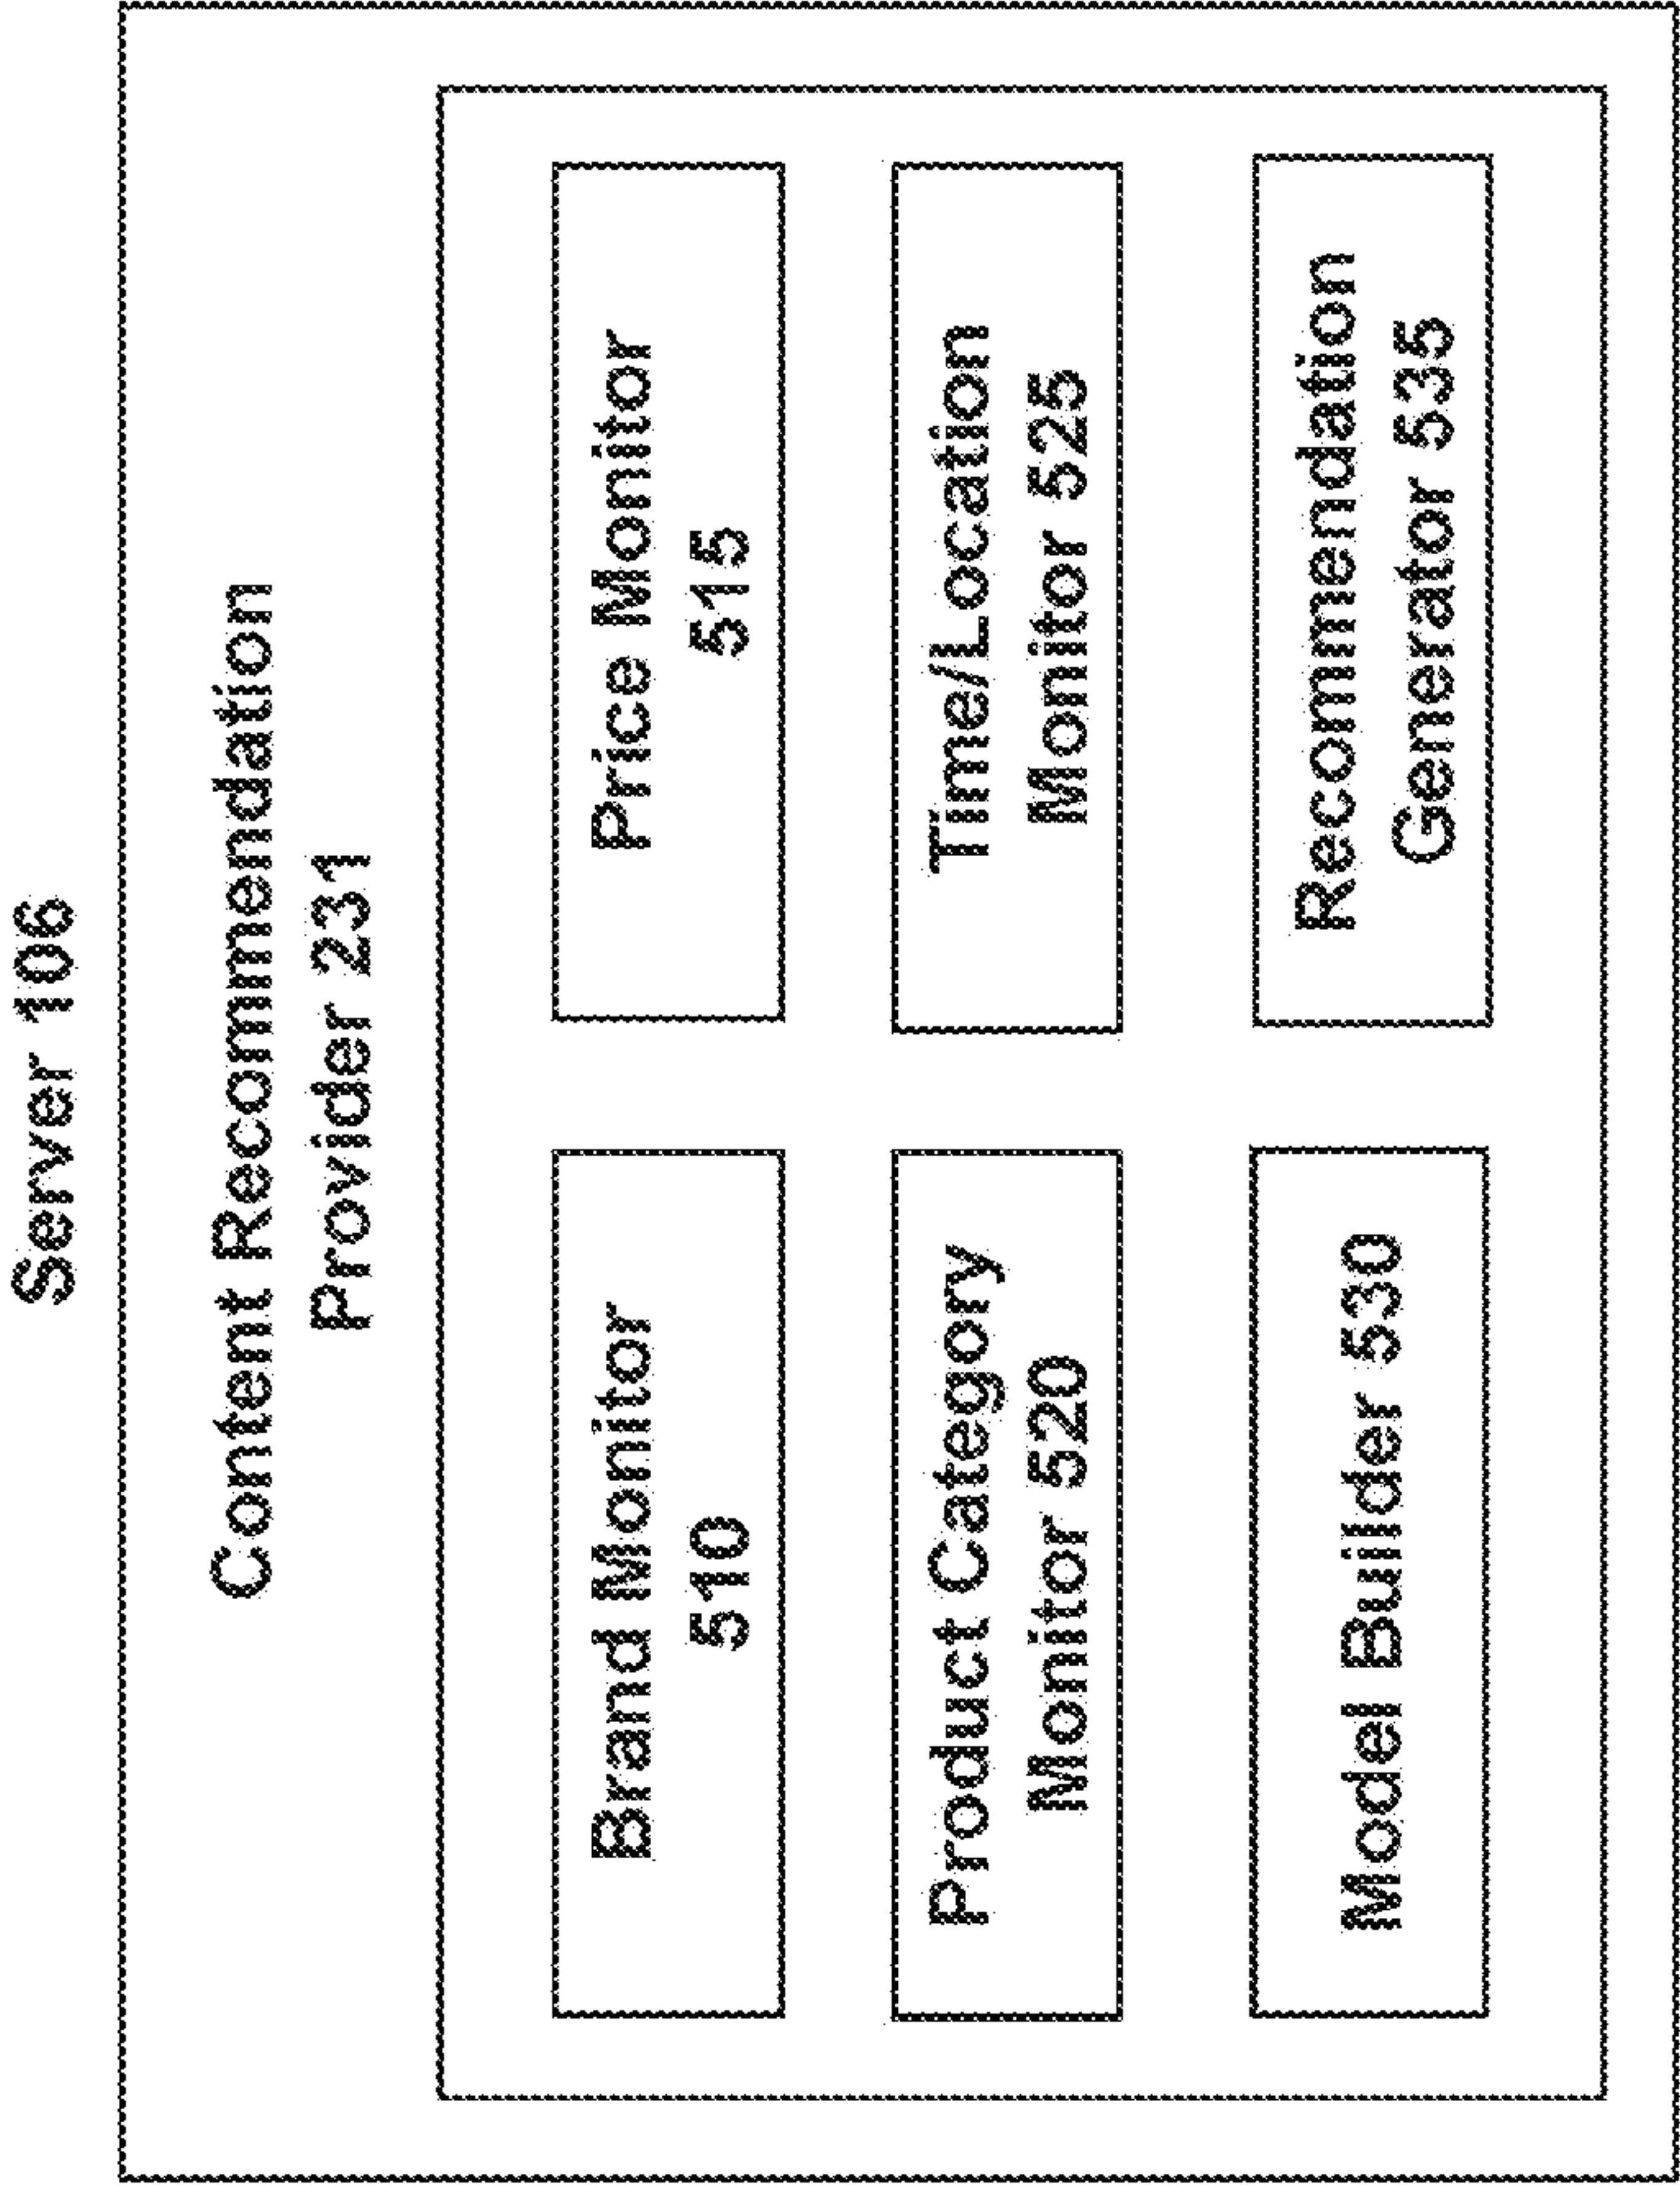 Server 106
Content Recommendation
Provider 231
Brand Monitor
510
Price Monitor
515
Product Category
Monitor 520
Time/Location
Monitor 525
Model Builder 530
Recommendation
Generator 535